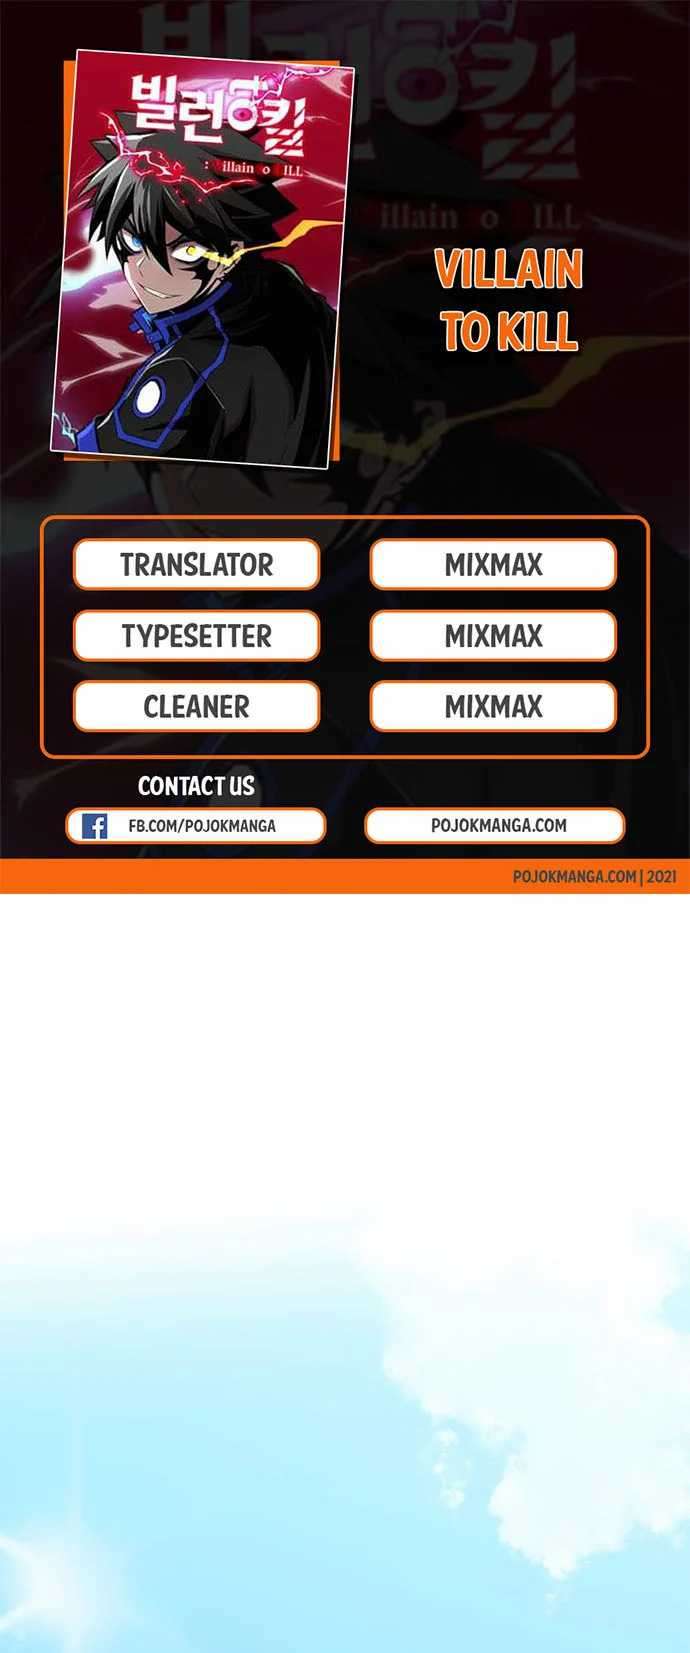 빌런투킬
: illain o ILL
VILLAIN
TO KILL
TRANSLATOR MIXMAX
TYPESETTER MIXMAX
CLEANER MIXMAX
CONTACT US
FB.COM/POJOKMANGA POJOKMANGA.COM
POJOKMANGA.COM | 2021